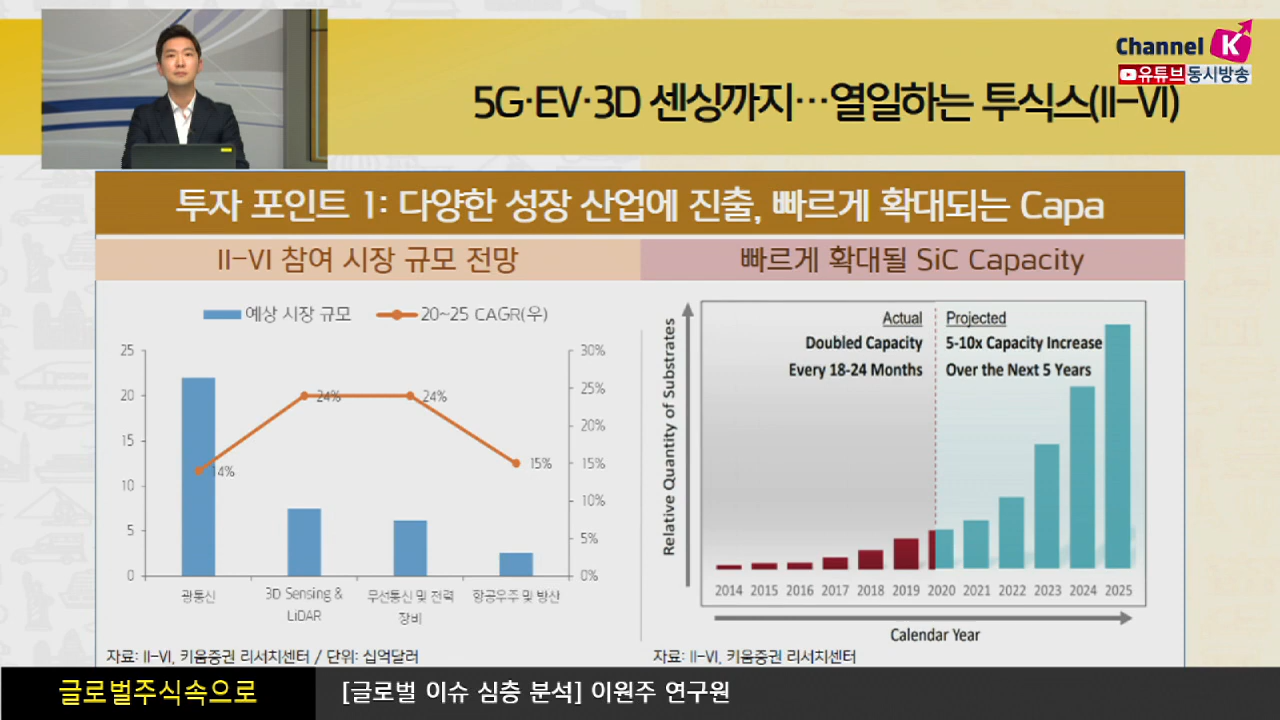 Channel K
유튜브동시방송
5G·EV·3D 센싱까지…열일하는 투식스(II-VI)
투자 포인트 1: 다양한 성장 산업에 진출, 빠르게 확대되는 Capa
II-VI 참여 시장 규모 전망
예상 시장 규모
20~25 CAGR(우)
25
20
15
10
5
0
30%
25%
20%
15%
10%
5%
0%
14%
24%
24%
15%
광통신
3D Sensing &
LiDAR
무선통신 및 전력
장비
항공우주 및 방산
자료: II-VI, 키움증권 리서치센터 / 단위: 십억달러
빠르게 확대될 SiC Capacity
Relative Quantity of Substrates
Actual
Doubled Capacity
Every 18-24 Months
Projected
5-10x Capacity Increase
Over the Next 5 Years
2014 2015 2016 2017 2018 2019 2020 2021 2022 2023 2024 2025
Calendar Year
자료: II-VI, 키움증권 리서치센터
글로벌주식속으로
[글로벌 이슈 심층 분석] 이원주 연구원